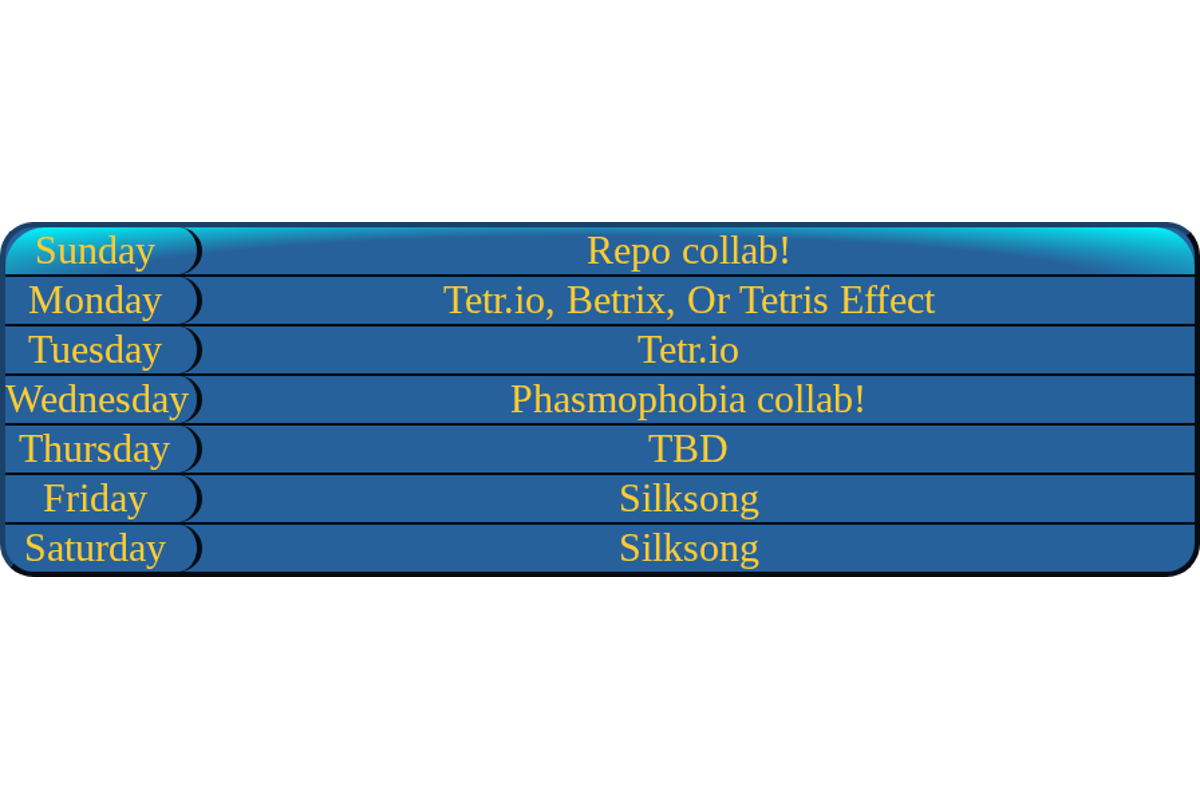 Sunday Repo collab!
Monday Tetr.io, Betrix, Or Tetris Effect
Tuesday Tetr.io
Wednesday Phasmophobia collab!
Thursday TBD
Friday Silksong
Saturday Silksong